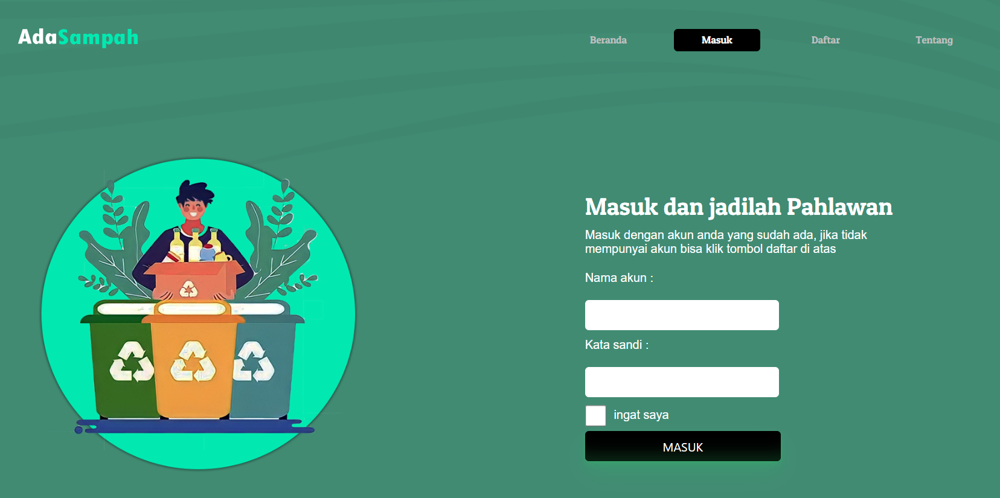 AdaSampah
Beranda
Masuk
Daftar
Tentang
Masuk dan jadilah Pahlawan
Masuk dengan akun anda yang sudah ada, jika tidak
mempunyai akun bisa klik tombol daftar di atas
Nama akun :
Kata sandi :
ingat saya
MASUK